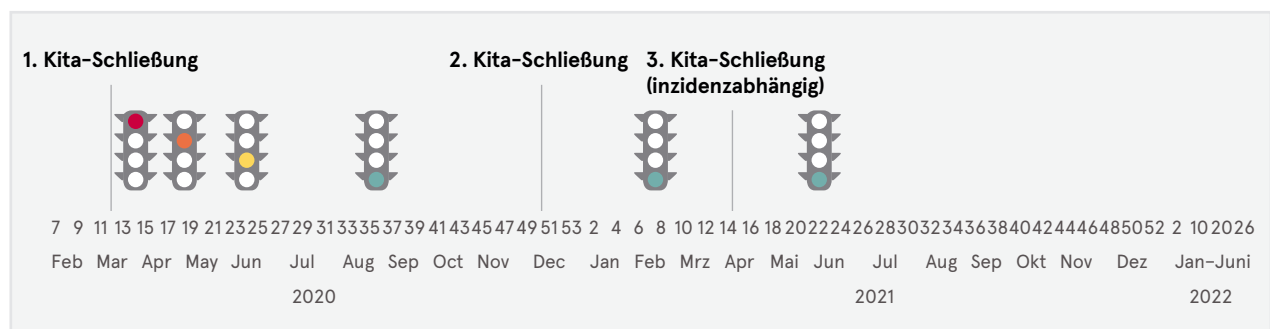 1. Kita-Schließung
2. Kita-Schließung
3. Kita-Schließung
(inzidenzabhängig)
7 9 11 13 15 17 19 21 23 25 27 29 31 33 35 37 39 41 43 45 47 49 51 53 2 4 6 8 10 12 14 16 18 20 22 24 26 28 30 32 34 36 38 40 42 44 46 48 50 52 2 10 20 26
Feb Mar Apr May Jun Jul Aug Sep Oct Nov Dec Jan Feb Mrz Apr Mai Jun Jul Aug Sep Okt Nov Dez Jan–Juni
2020 2021 2022